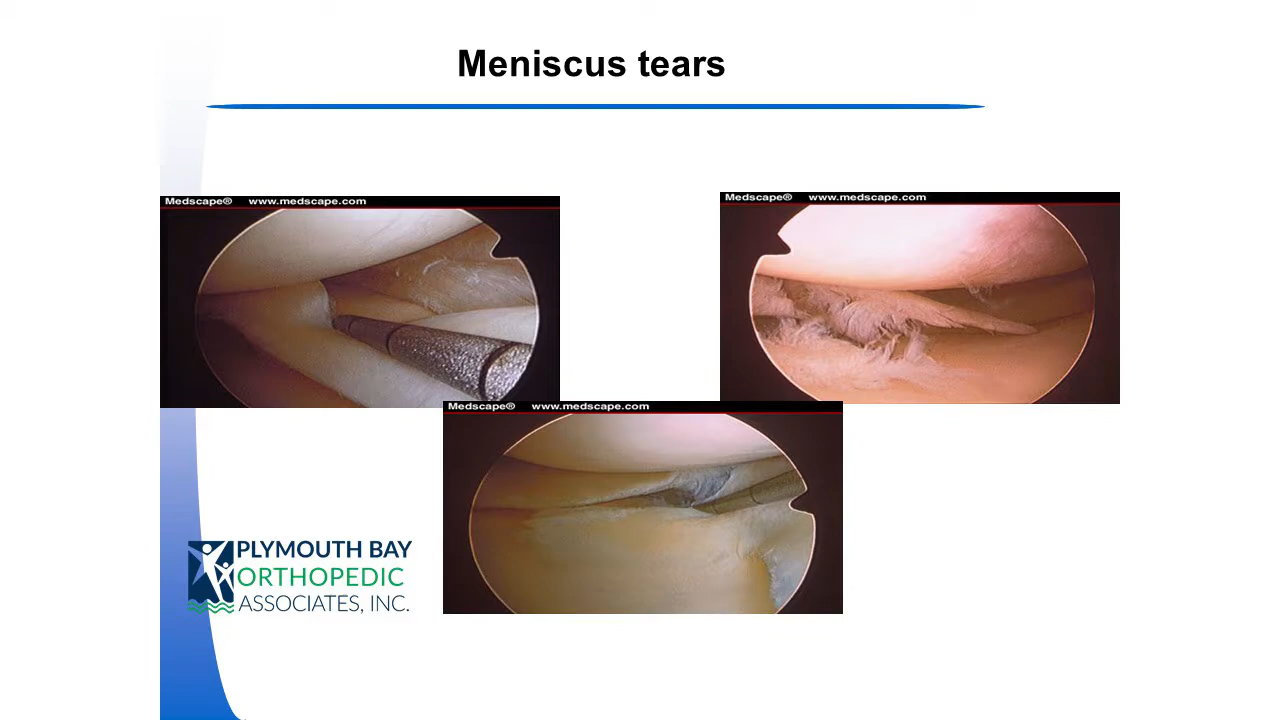 Meniscus tears
Medscape® www.medscape.com
Medscape® www.medscape.com
Medscape® www.medscape.com
PLYMOUTH BAY
ORTHOPEDIC
ASSOCIATES, INC.